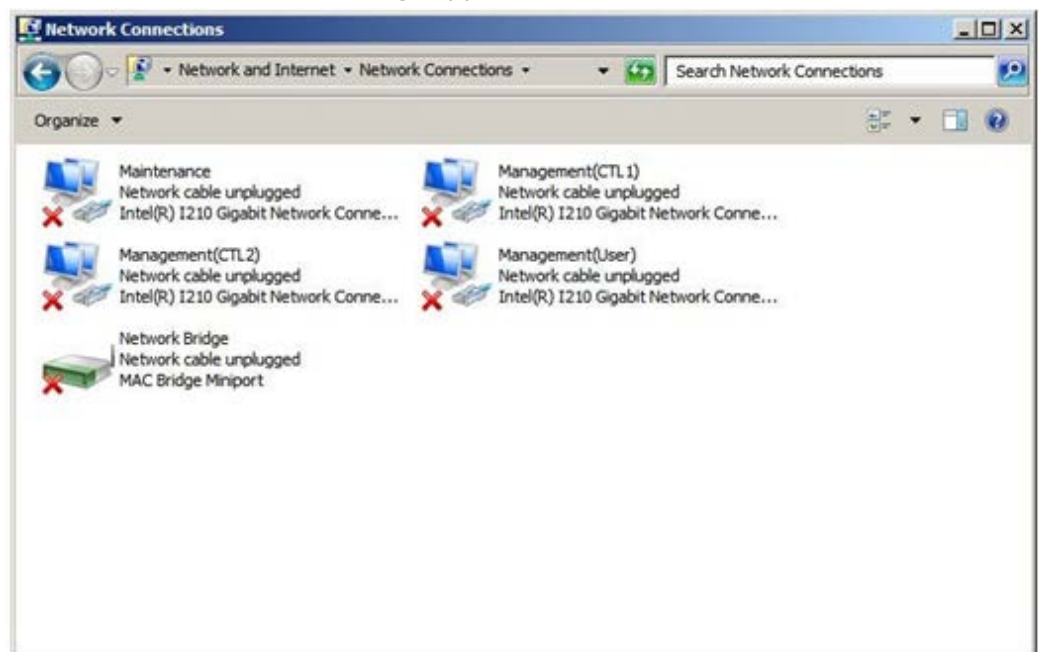 Network Connections
Network and Internet Network Connections
Search Network Connections
Organize
Maintenance
Network cable unplugged
Intel(R) I210 Gigabit Network Conne...
Management(CTL1)
Network cable unplugged
Intel(R) I210 Gigabit Network Conne...
Management(CTL2)
Network cable unplugged
Intel(R) I210 Gigabit Network Conne...
Management(User)
Network cable unplugged
Intel(R) I210 Gigabit Network Conne...
Network Bridge
Network cable unplugged
MAC Bridge Miniport